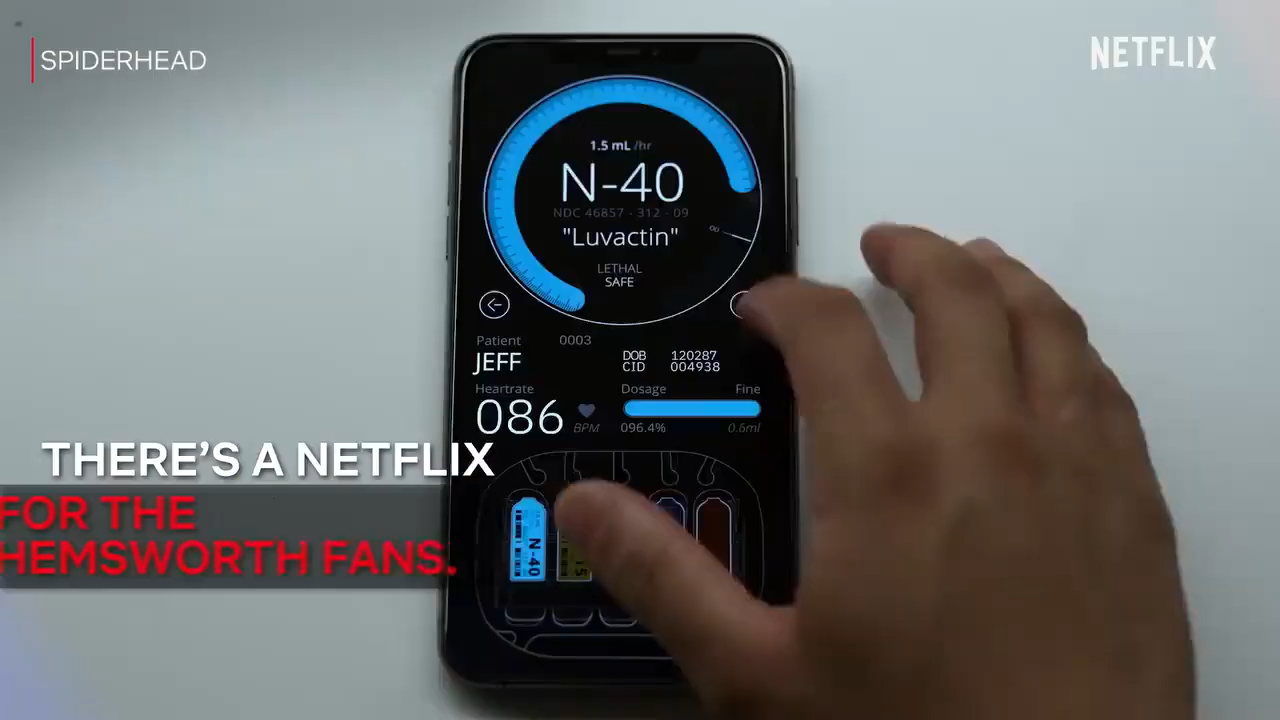 SPIDERHEAD
NETFLIX
1.5 mL /hr
N-40
NDC 46857 - 312 - 09
"Luvactin"
∞
LETHAL
SAFE
Patient 0003
JEFF
DOB 120287
CID 004938
Heartrate
086
BPM
Dosage Fine
096.4% 0.6ml
THERE'S A NETFLIX
FOR THE
HEMSWORTH FANS.
N-40
15